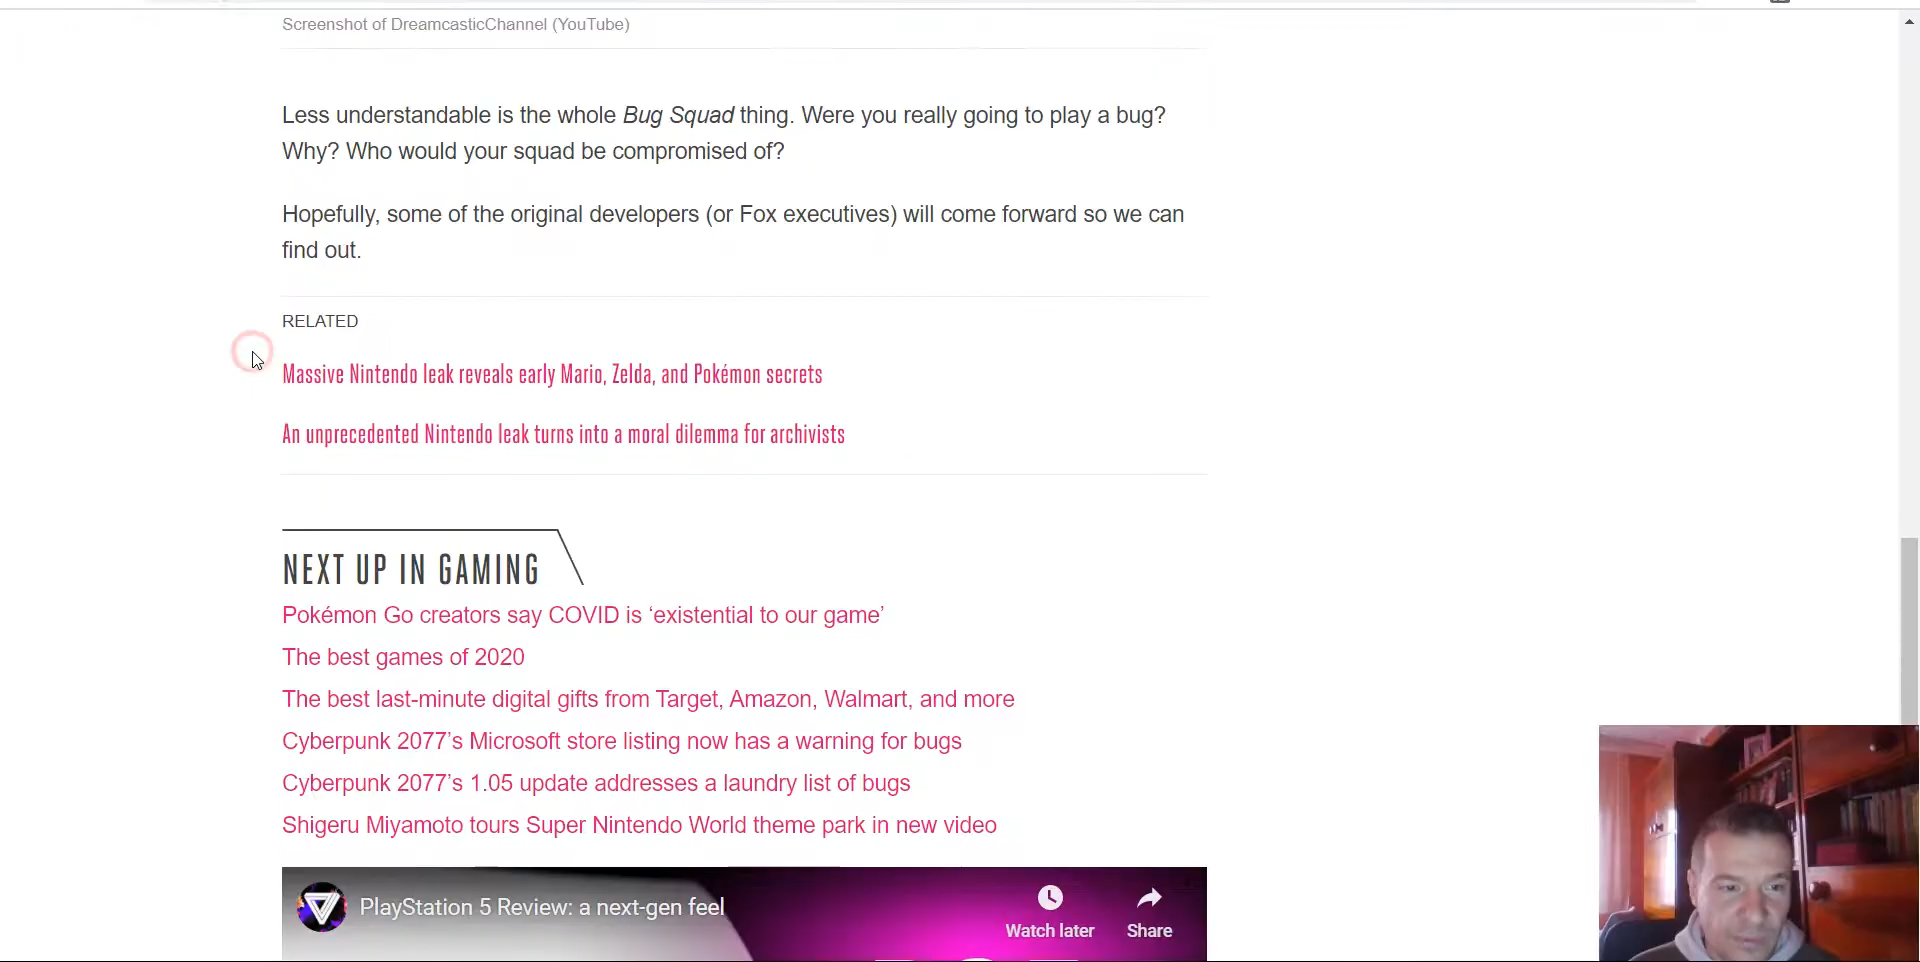 Screenshot of DreamcasticChannel (YouTube)
Less understandable is the whole Bug Squad thing. Were you really going to play a bug?
Why? Who would your squad be compromised of?
Hopefully, some of the original developers (or Fox executives) will come forward so we can
find out.
RELATED
Massive Nintendo leak reveals early Mario, Zelda, and Pokémon secrets
An unprecedented Nintendo leak turns into a moral dilemma for archivists
NEXT UP IN GAMING
Pokémon Go creators say COVID is ‘existential to our game’
The best games of 2020
The best last-minute digital gifts from Target, Amazon, Walmart, and more
Cyberpunk 2077’s Microsoft store listing now has a warning for bugs
Cyberpunk 2077’s 1.05 update addresses a laundry list of bugs
Shigeru Miyamoto tours Super Nintendo World theme park in new video
PlayStation 5 Review: a next-gen feel
Watch later
Share